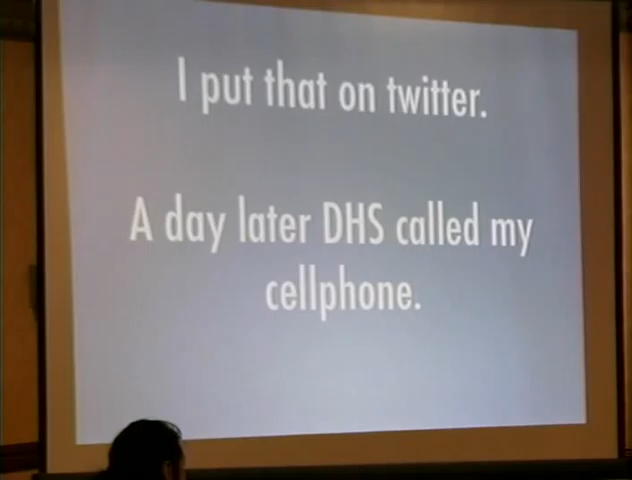 I put that on twitter.
A day later DHS called my
cellphone.